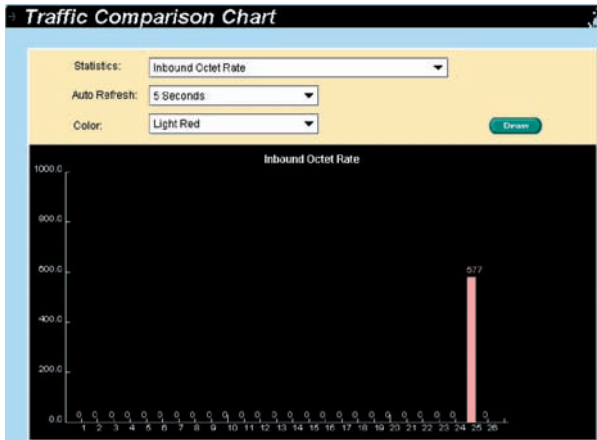 Traffic Comparison Chart
Statistics: Inbound Octet Rate
Auto Refresh: 5 Seconds
Color: Light Red Draw
Inbound Octet Rate
1000.0
800.0
600.0
577
400.0
200.0
0.0 0 0 0 0 0 0 0 0 0 0 0 0 0 0 0 0 0 0 0 0 0 0 0 0 0
1 2 3 4 5 6 7 8 9 10 11 12 13 14 15 16 17 18 19 20 21 22 23 24 25 26